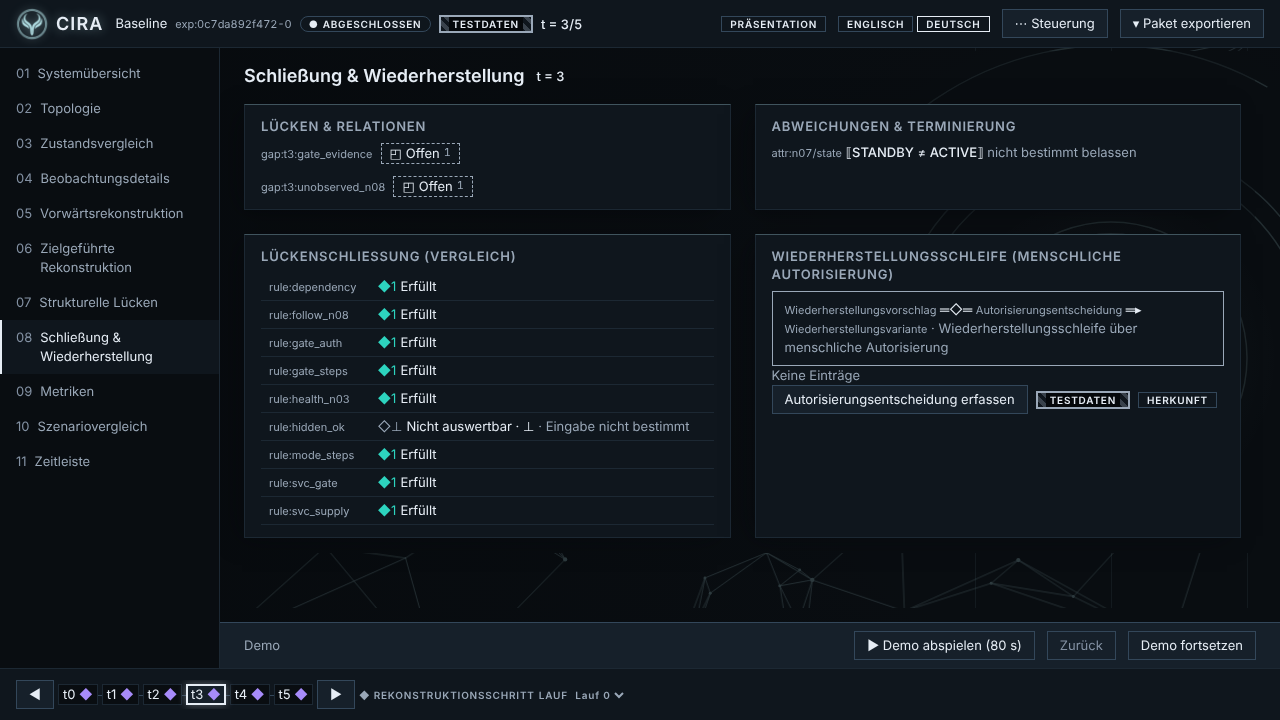 CIRA Baseline exp:0c7da892f472-0 ● ABGESCHLOSSEN TESTDATEN t = 3/5 PRÄSENTATION ENGLISCH DEUTSCH ⋯ Steuerung ▾ Paket exportieren
01 Systemübersicht
02 Topologie
03 Zustandsvergleich
04 Beobachtungsdetails
05 Vorwärtsrekonstruktion
06 Zielgeführte
Rekonstruktion
07 Strukturelle Lücken
08 Schließung &
Wiederherstellung
09 Metriken
10 Szenariovergleich
11 Zeitleiste
Schließung & Wiederherstellung t = 3
LÜCKEN & RELATIONEN
gap:t3:gate_evidence ◰ Offen 1
gap:t3:unobserved_n08 ◰ Offen 1
ABWEICHUNGEN & TERMINIERUNG
attr:n07/state ⟦STANDBY ≠ ACTIVE⟧ nicht bestimmt belassen
LÜCKENSCHLIESSUNG (VERGLEICH)
rule:dependency ◆1 Erfüllt
rule:follow_n08 ◆1 Erfüllt
rule:gate_auth ◆1 Erfüllt
rule:gate_steps ◆1 Erfüllt
rule:health_n03 ◆1 Erfüllt
rule:hidden_ok ◇⊥ Nicht auswertbar · ⊥ · Eingabe nicht bestimmt
rule:mode_steps ◆1 Erfüllt
rule:svc_gate ◆1 Erfüllt
rule:svc_supply ◆1 Erfüllt
WIEDERHERSTELLUNGSSCHLEIFE (MENSCHLICHE
AUTORISIERUNG)
Wiederherstellungsvorschlag ═◇═ Autorisierungsentscheidung ═▸
Wiederherstellungsvariante · Wiederherstellungsschleife über
menschliche Autorisierung
Keine Einträge
Autorisierungsentscheidung erfassen TESTDATEN HERKUNFT
Demo ▶ Demo abspielen (80 s) Zurück Demo fortsetzen
◀ t0 ◆ t1 ◆ t2 ◆ t3 ◆ t4 ◆ t5 ◆ ▶ ◆ REKONSTRUKTIONSSCHRITT LAUF Lauf 0